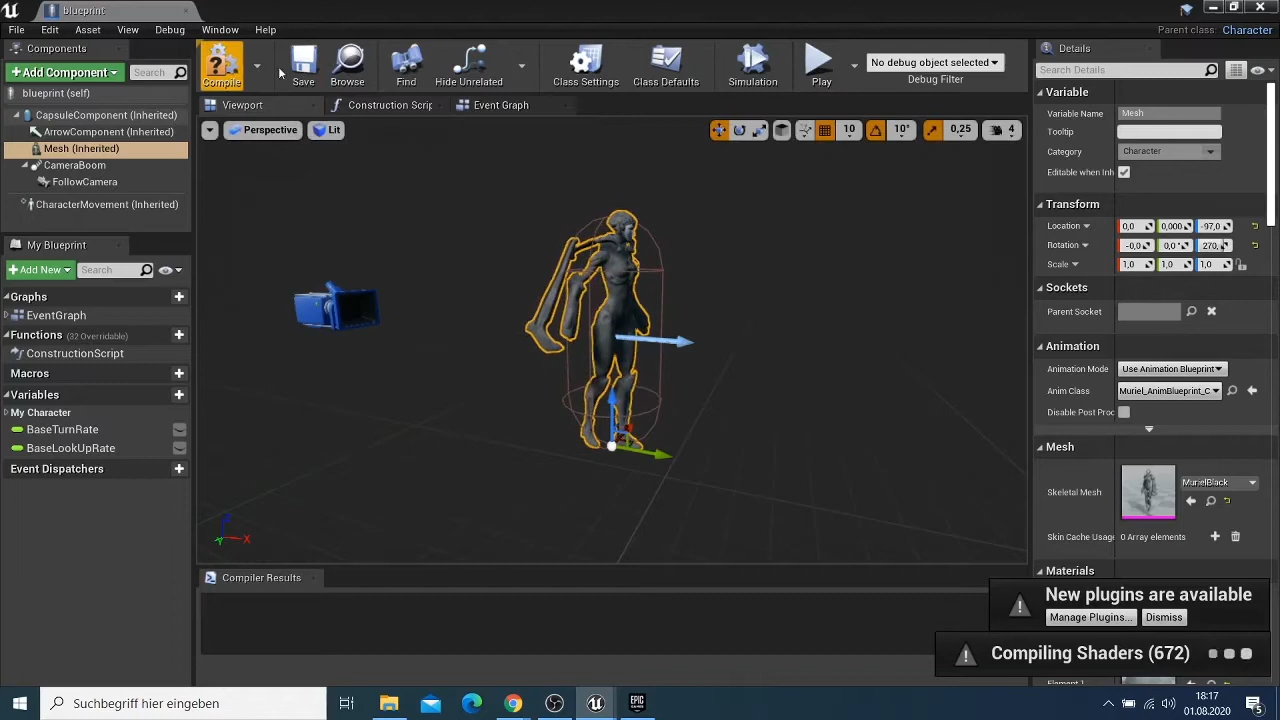 blueprint
File Edit Asset View Debug Window Help
Parent class: Character
Components
Add Component
Search
blueprint (self)
CapsuleComponent (Inherited)
ArrowComponent (Inherited)
Mesh (Inherited)
CameraBoom
FollowCamera
CharacterMovement (Inherited)
My Blueprint
Add New
Search
Graphs
EventGraph
Functions (32 Overridable)
ConstructionScript
Macros
Variables
My Character
BaseTurnRate
BaseLookUpRate
Event Dispatchers
Compile
Save
Browse
Find
Hide Unrelated
Class Settings
Class Defaults
Simulation
Play
No debug object selected
Debug Filter
Viewport
Construction Scrip
Event Graph
Perspective
Lit
10
10°
0,25
4
Z
X
Y
Compiler Results
Details
Search Details
Variable
Variable Name Mesh
Tooltip
Category Character
Editable when Inh
Transform
Location 0,0 0,000 -97,0
Rotation -0,0 0,0 ° 270,
Scale 1,0 1,0 1,0
Sockets
Parent Socket
Animation
Animation Mode Use Animation Blueprint
Anim Class Muriel_AnimBlueprint_C
Disable Post Proc
Mesh
Skeletal Mesh MurielBlack
Skin Cache Usage 0 Array elements
Materials
New plugins are available
Manage Plugins... Dismiss
Compiling Shaders (672)
Suchbegriff hier eingeben
EPIC GAMES
18:17
01.08.2020
5